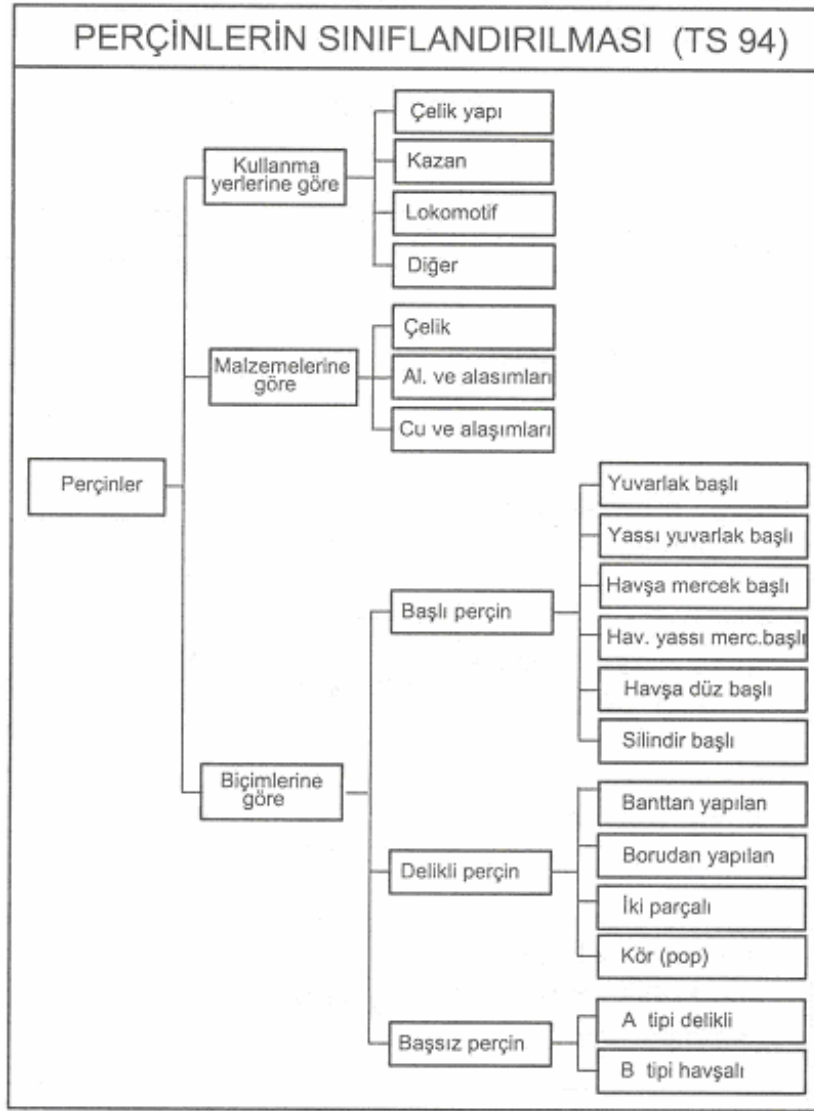 PERÇİNLERİN SINIFLANDIRILMASI (TS 94)
Perçinler
Kullanma
yerlerine göre
Çelik yapı
Kazan
Lokomotif
Diğer
Malzemelerine
göre
Çelik
Al. ve alasımları
Cu ve alaşımları
Biçimlerine
göre
Başlı perçin
Yuvarlak başlı
Yassı yuvarlak başlı
Havşa mercek başlı
Hav. yassı merc.başlı
Havşa düz başlı
Silindir başlı
Delikli perçin
Banttan yapılan
Borudan yapılan
İki parçalı
Kör (pop)
Başsız perçin
A tipi delikli
B tipi havşalı